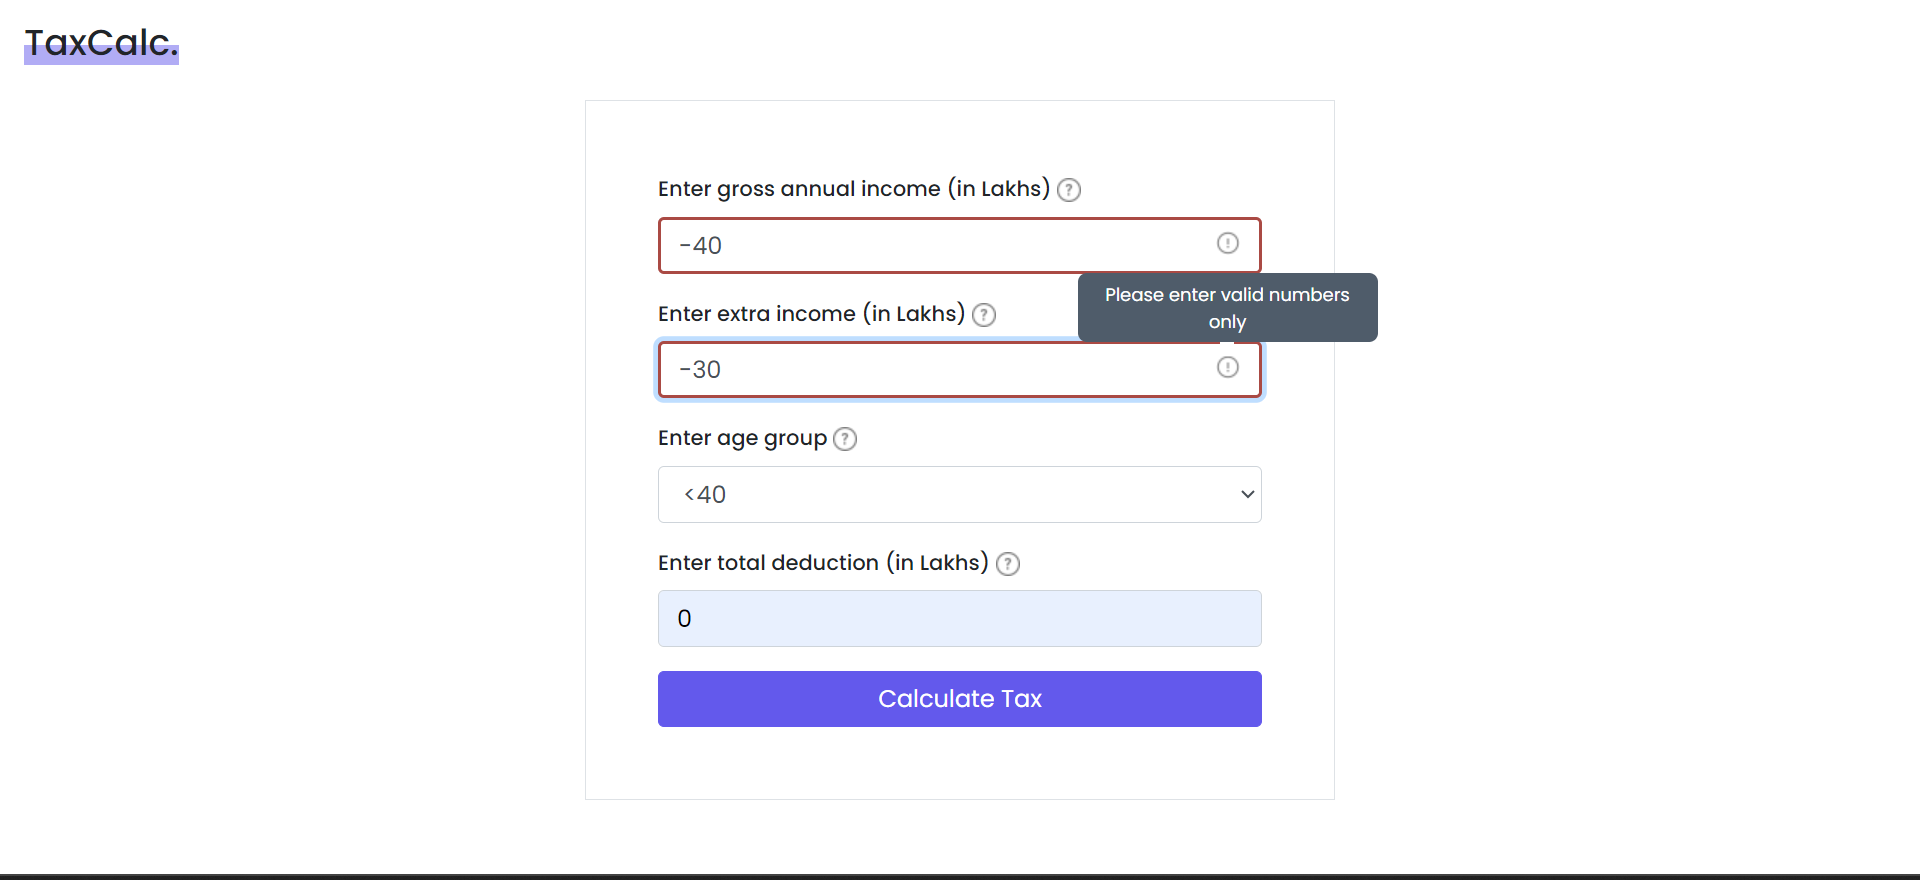 TaxCalc.
Enter gross annual income (in Lakhs) ?
-40 !
Please enter valid numbers
only
Enter extra income (in Lakhs) ?
-30 !
Enter age group ?
<40
Enter total deduction (in Lakhs) ?
0
Calculate Tax